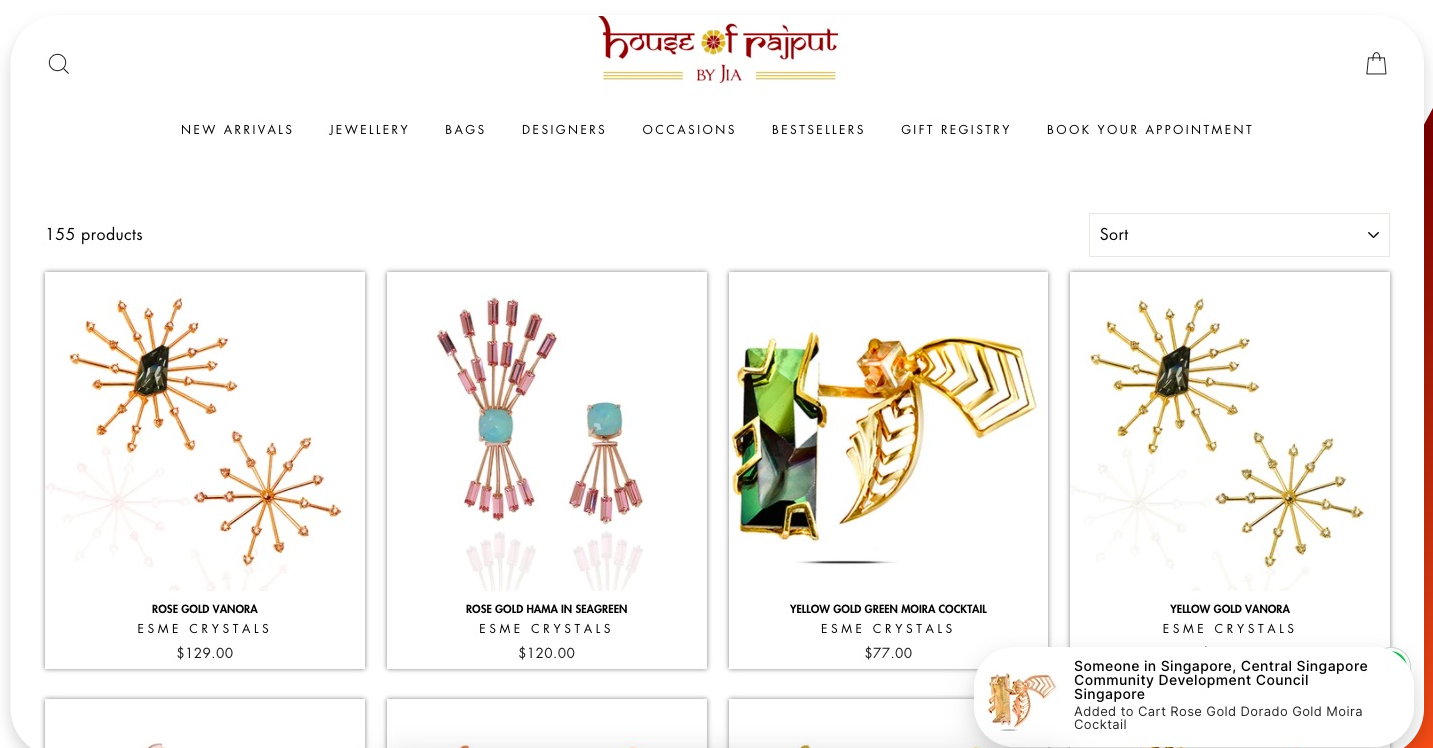 house of rajput
BY JIA
NEW ARRIVALS JEWELLERY BAGS DESIGNERS OCCASIONS BESTSELLERS GIFT REGISTRY BOOK YOUR APPOINTMENT
155 products
Sort
ROSE GOLD VANORA
ESME CRYSTALS
$129.00
ROSE GOLD HAMA IN SEAGREEN
ESME CRYSTALS
$120.00
YELLOW GOLD GREEN MOIRA COCKTAIL
ESME CRYSTALS
$77.00
YELLOW GOLD VANORA
ESME CRYSTALS
Someone in Singapore, Central Singapore
Community Development Council
Singapore
Added to Cart Rose Gold Dorado Gold Moira
Cocktail